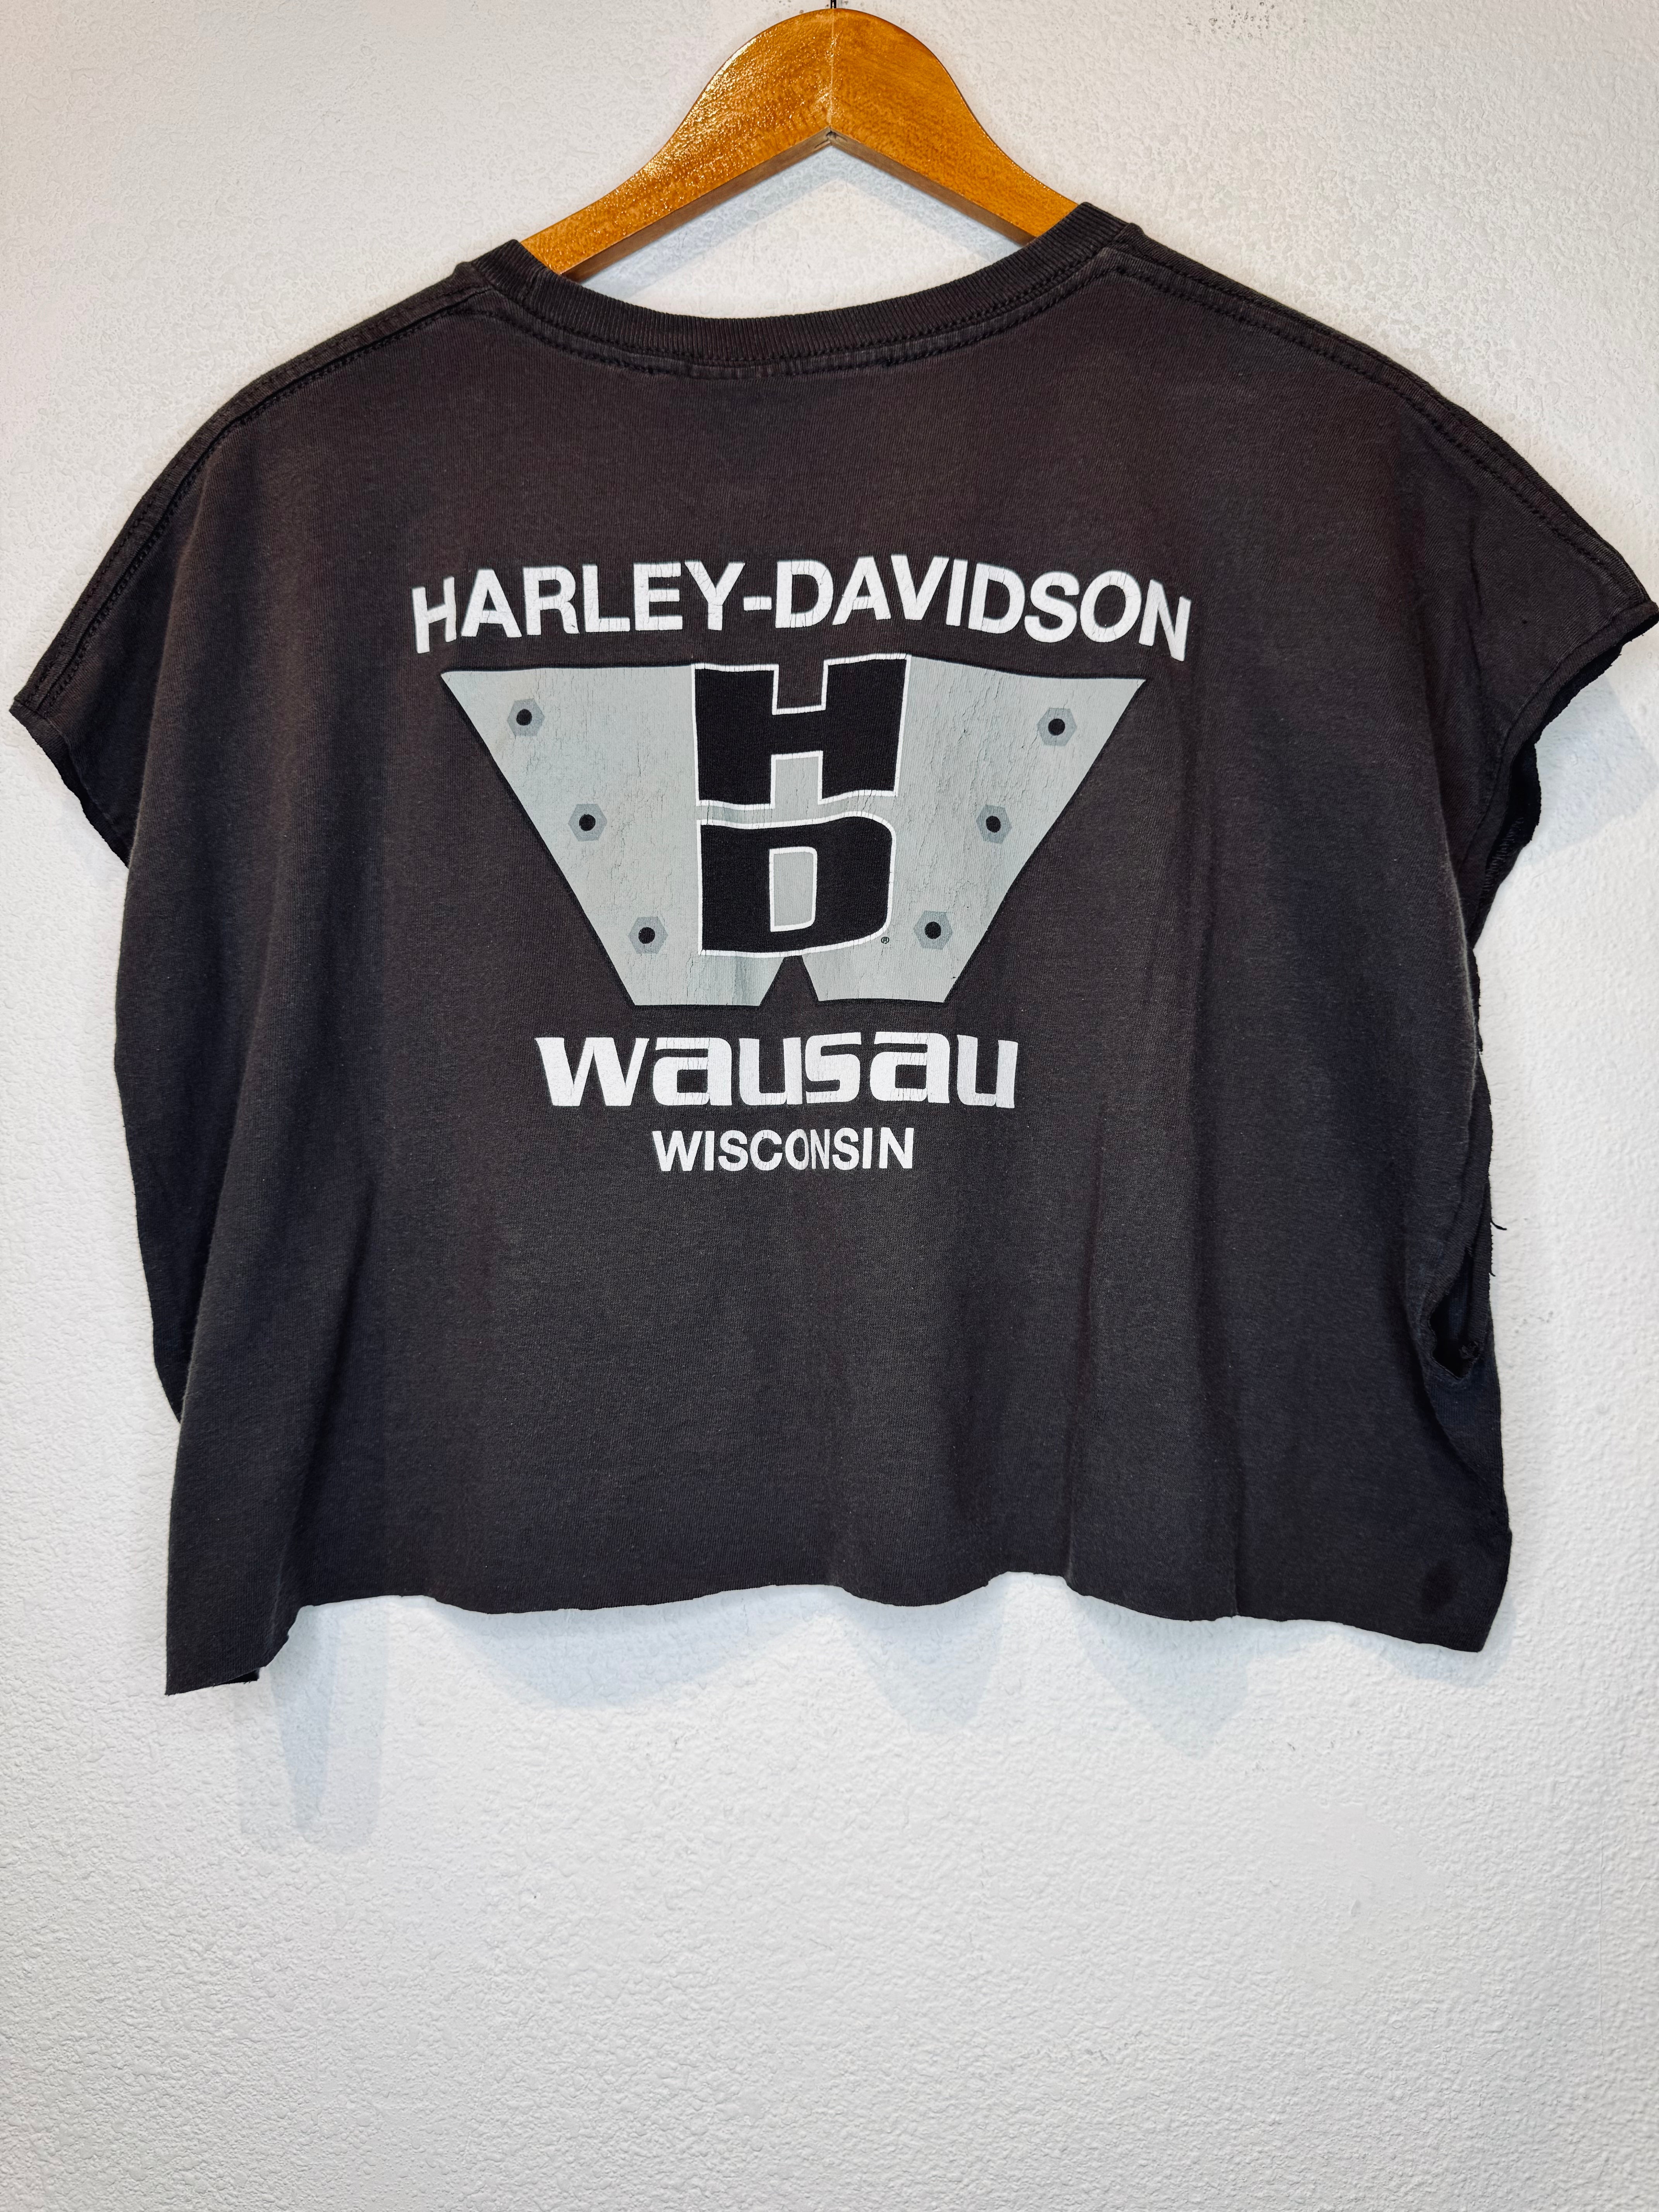 HARLEY-DAVIDSON
H
D®
wausau
WISCONSIN